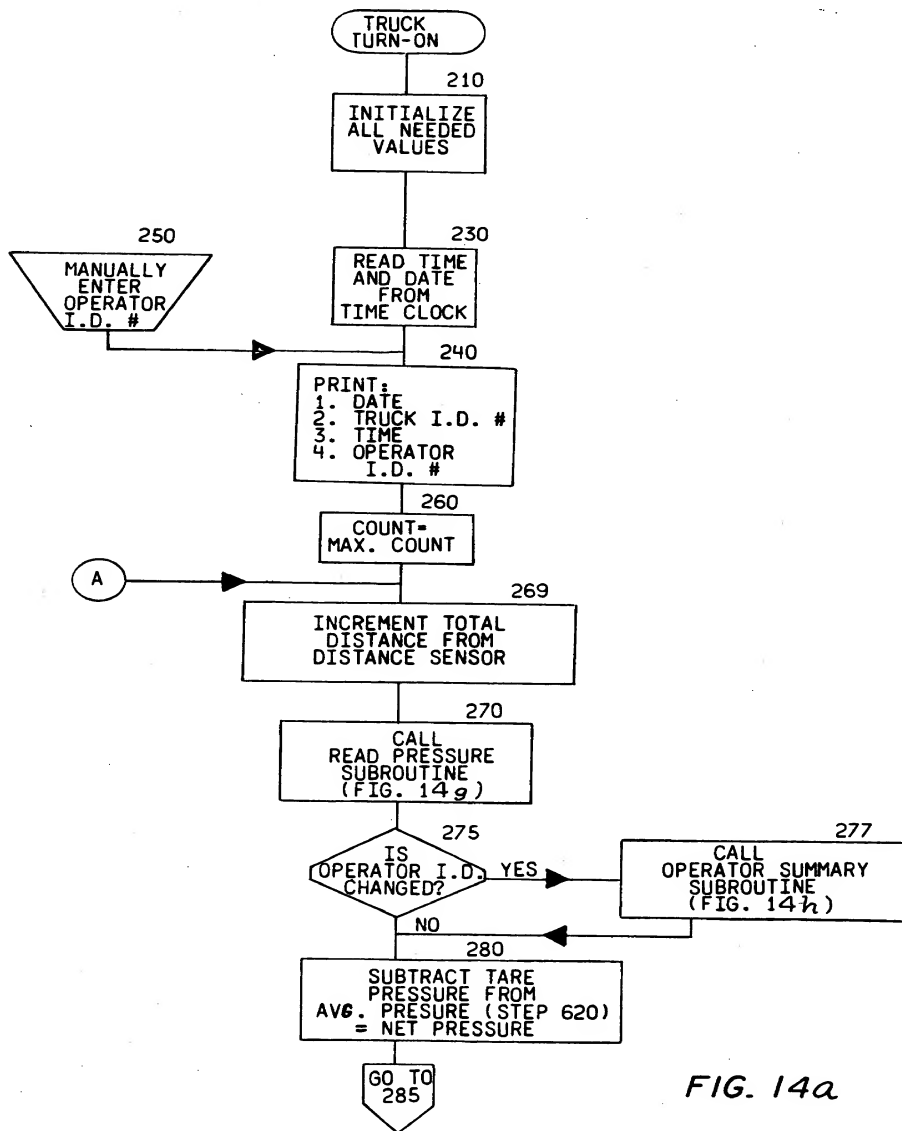 TRUCK
TURN-ON
210
INITIALIZE
ALL NEEDED
VALUES
250
MANUALLY
ENTER
OPERATOR
I.D. #
230
READ TIME
AND DATE
FROM
TIME CLOCK
240
PRINT:
1. DATE
2. TRUCK I.D. #
3. TIME
4. OPERATOR
I.D. #
260
COUNT=
MAX. COUNT
A
269
INCREMENT TOTAL
DISTANCE FROM
DISTANCE SENSOR
270
CALL
READ PRESSURE
SUBROUTINE
(FIG. 14g)
275
IS
OPERATOR I.D.
CHANGED?
YES
277
CALL
OPERATOR SUMMARY
SUBROUTINE
(FIG. 14h)
NO
280
SUBTRACT TARE
PRESSURE FROM
AVG. PRESURE (STEP 620)
= NET PRESSURE
GO TO
285
FIG. 14a